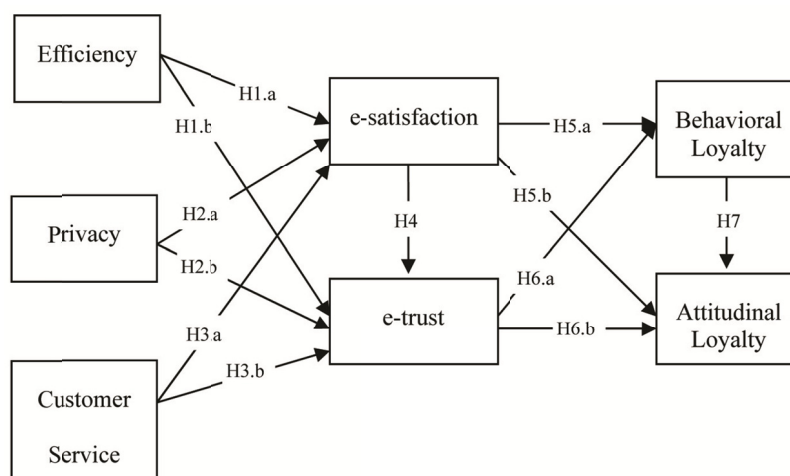 Efficiency
H1.a
H1.b
e-satisfaction
H5.a
Behavioral
Loyalty
Privacy
H2.a
H2.b
H4
H5.b
H7
H6.a
e-trust
H6.b
Attitudinal
Loyalty
H3.a
H3.b
Customer
Service